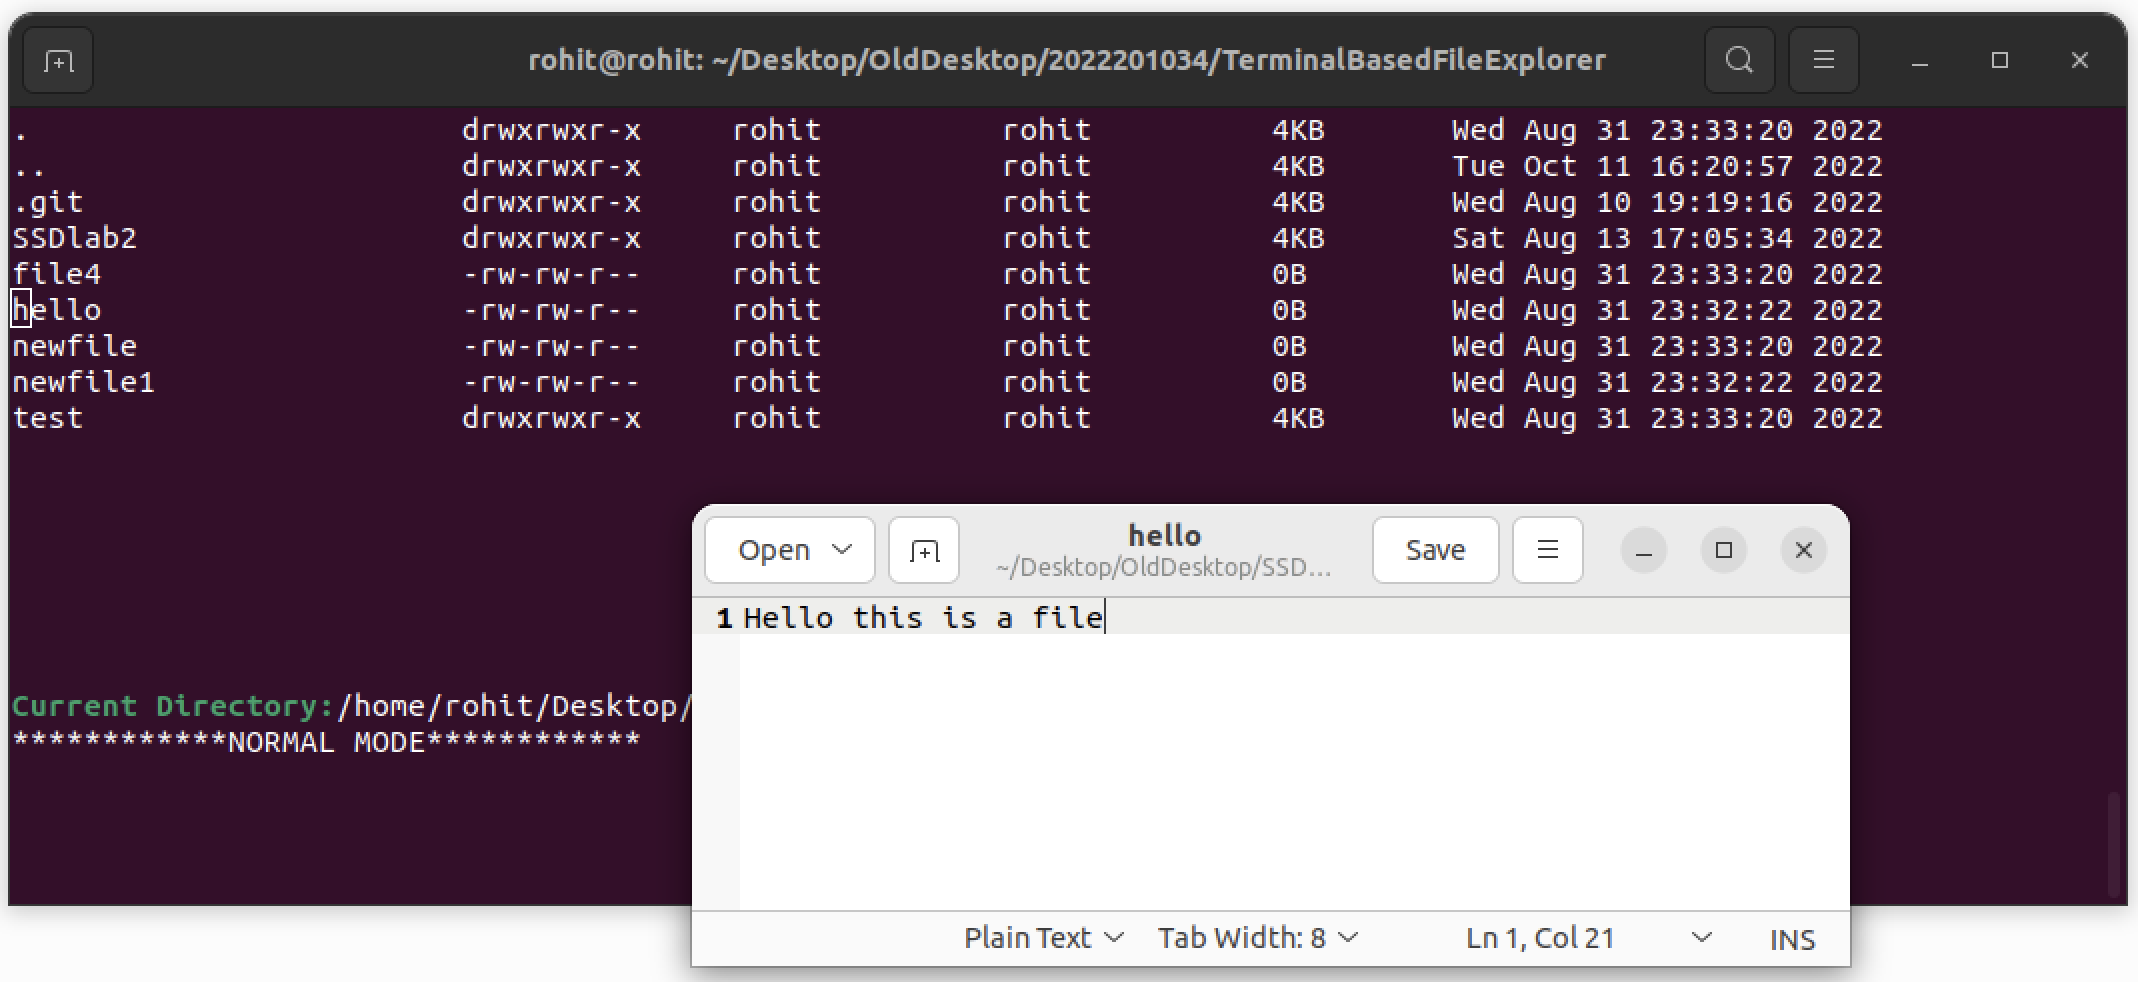 rohit@rohit: ~/Desktop/OldDesktop/2022201034/TerminalBasedFileExplorer
. drwxrwxr-x rohit rohit 4KB Wed Aug 31 23:33:20 2022
.. drwxrwxr-x rohit rohit 4KB Tue Oct 11 16:20:57 2022
.git drwxrwxr-x rohit rohit 4KB Wed Aug 10 19:19:16 2022
SSDlab2 drwxrwxr-x rohit rohit 4KB Sat Aug 13 17:05:34 2022
file4 -rw-rw-r-- rohit rohit 0B Wed Aug 31 23:33:20 2022
hello -rw-rw-r-- rohit rohit 0B Wed Aug 31 23:32:22 2022
newfile -rw-rw-r-- rohit rohit 0B Wed Aug 31 23:33:20 2022
newfile1 -rw-rw-r-- rohit rohit 0B Wed Aug 31 23:32:22 2022
test drwxrwxr-x rohit rohit 4KB Wed Aug 31 23:33:20 2022
Current Directory:/home/rohit/Desktop/
************NORMAL MODE************
Open hello Save
~/Desktop/OldDesktop/SSD...
1 Hello this is a file
Plain Text Tab Width: 8 Ln 1, Col 21 INS